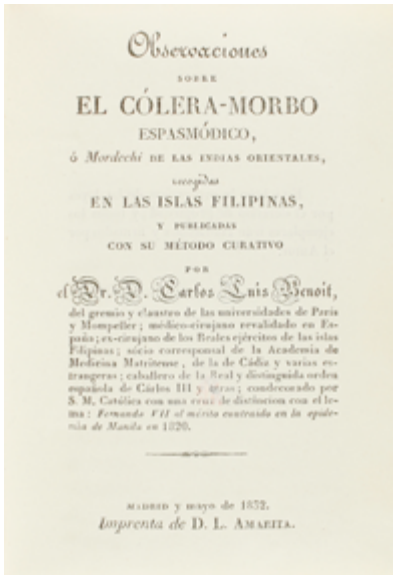 Observaciones
SOBRE
EL CÓLERA-MORBO
ESPASMÓDICO,
ó Mordechi DE LAS INDIAS ORIENTALES,
recogidas
EN LAS ISLAS FILIPINAS,
Y PUBLICADAS
CON SU MÉTODO CURATIVO
POR
el Dr. D. Carlos Luis Benoit,
del gremio y claustro de las universidades de Paris
y Mompeller; médico-cirujano revalidado en Es-
paña; ex-cirujano de los Reales ejércitos de las islas
Filipinas; socio corresponsal de la Academia de
Medicina Matritense, de la de Cádiz y varias es-
trangeras; caballero de la Real y distinguida orden
española de Cárlos III y otras; condecorado por
S. M. Católica con una cruz de distincion con el le-
ma: Fernando VII al mérito contraido en la epide-
mia de Manila en 1820.
MADRID y mayo de 1832.
Imprenta de D. L. AMARITA.